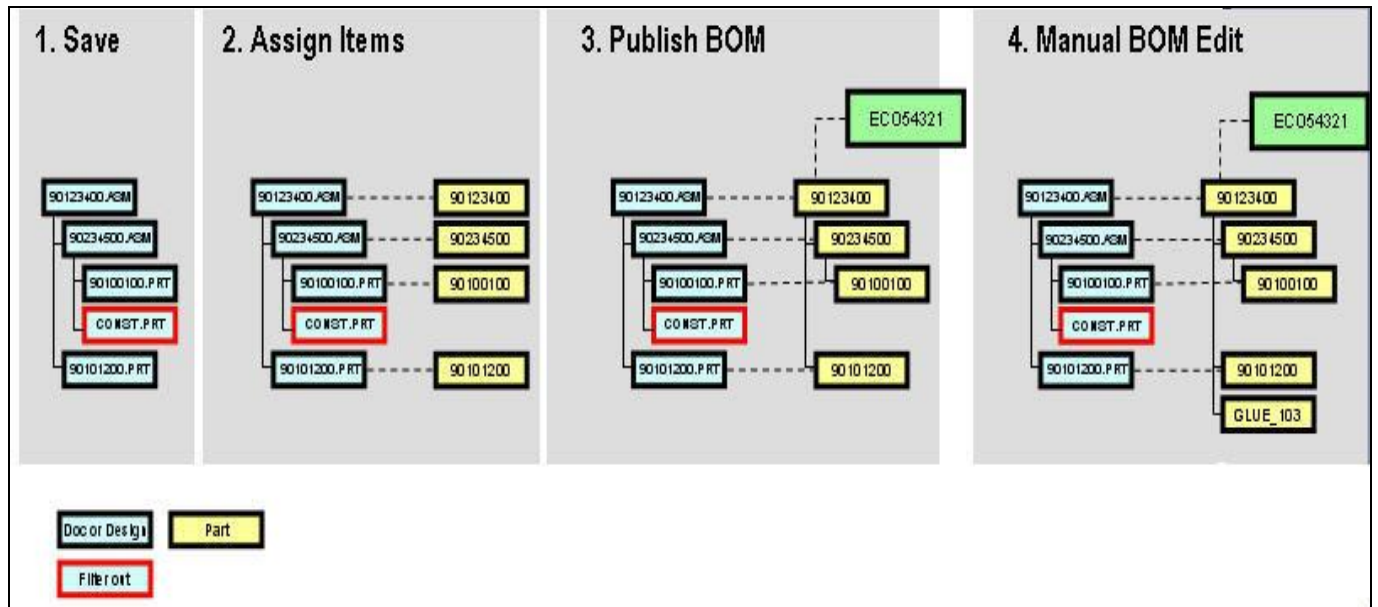 1. Save
2. Assign Items
3. Publish BOM
4. Manual BOM Edit
ECO54321
ECO54321
90123400.ASM
90123400.ASM
90123400
90123400.ASM
90123400
90123400.ASM
90123400
90234500.ASM
90234500.ASM
90234500
90234500.ASM
90234500
90234500.ASM
90234500
90100100.PRT
90100100.PRT
90100100
90100100.PRT
90100100
90100100.PRT
90100100
CONST.PRT
CONST.PRT
CONST.PRT
CONST.PRT
90101200.PRT
90101200.PRT
90101200
90101200.PRT
90101200
90101200.PRT
90101200
GLUE_103
Doc or Design
Part
Filter out